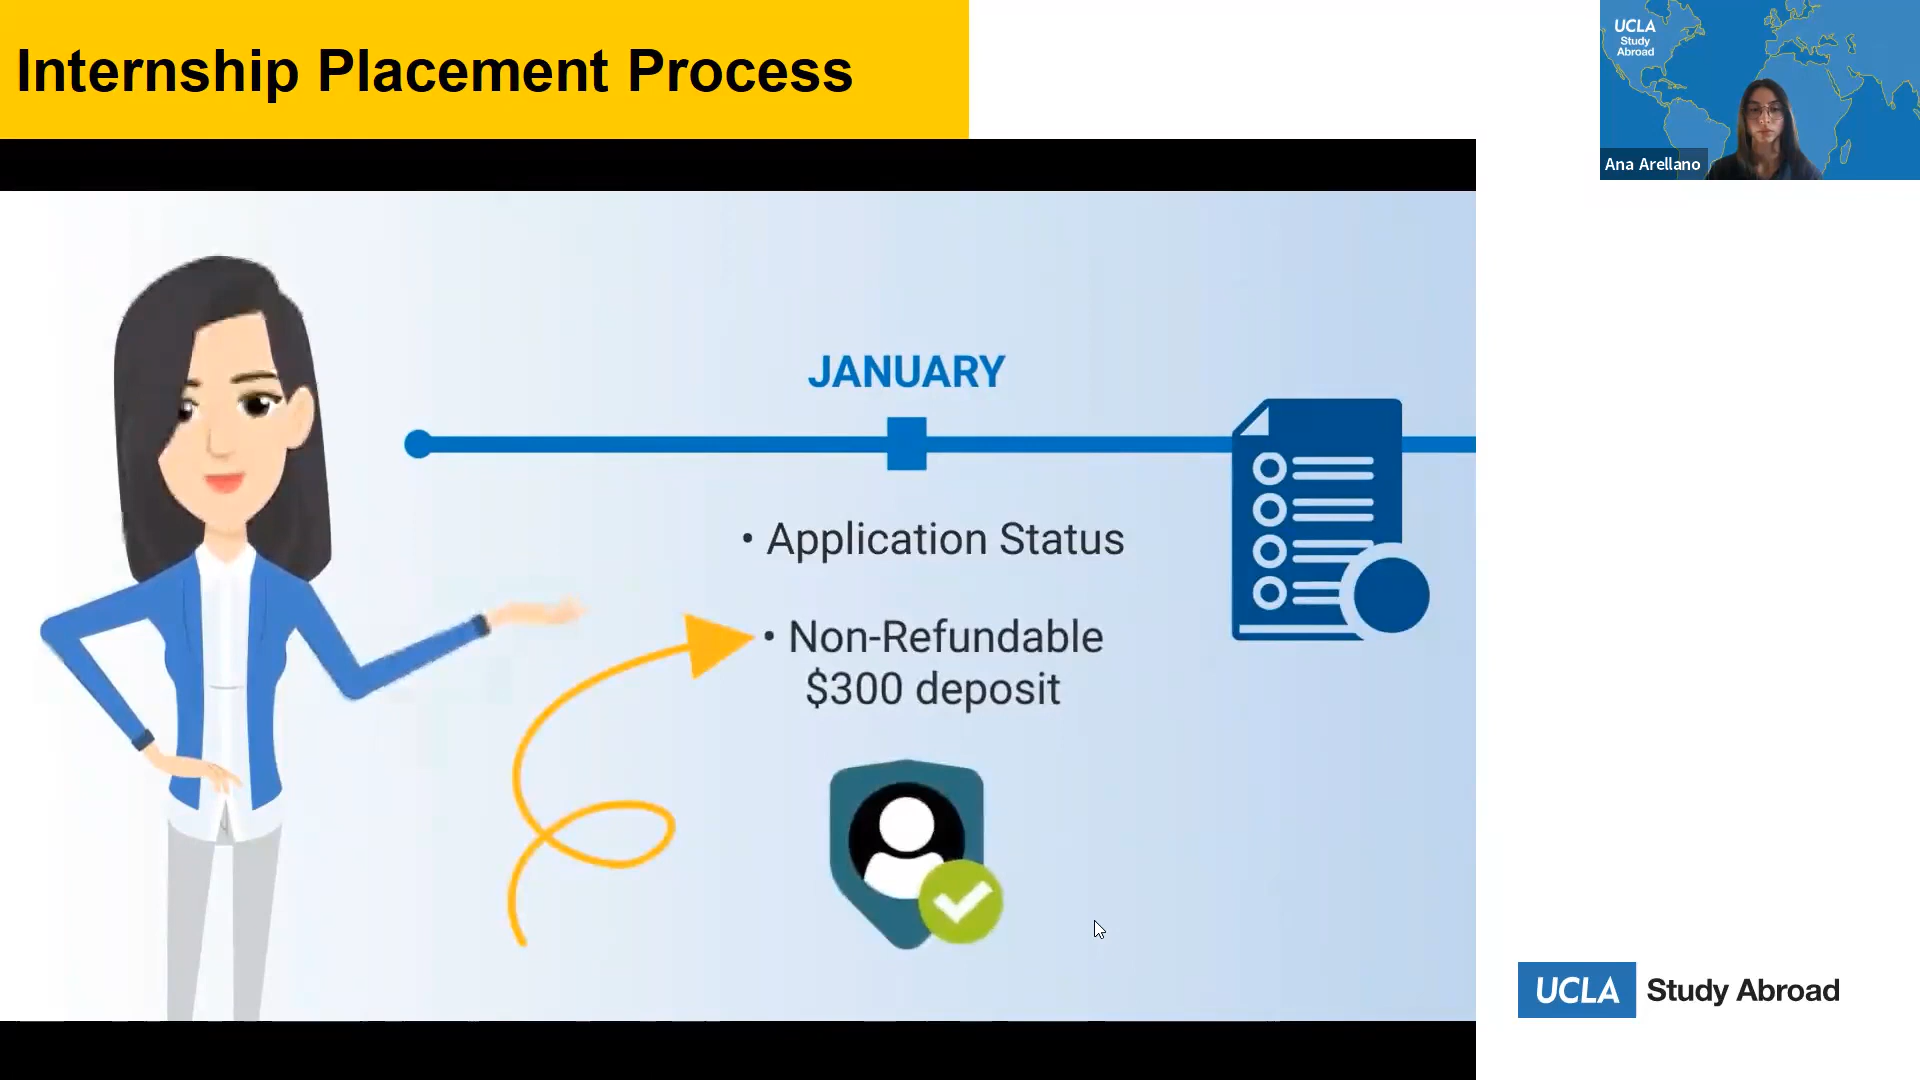 Internship Placement Process
UCLA
Study
Abroad
Ana Arellano
JANUARY
• Application Status
• Non-Refundable
$300 deposit
UCLA Study Abroad